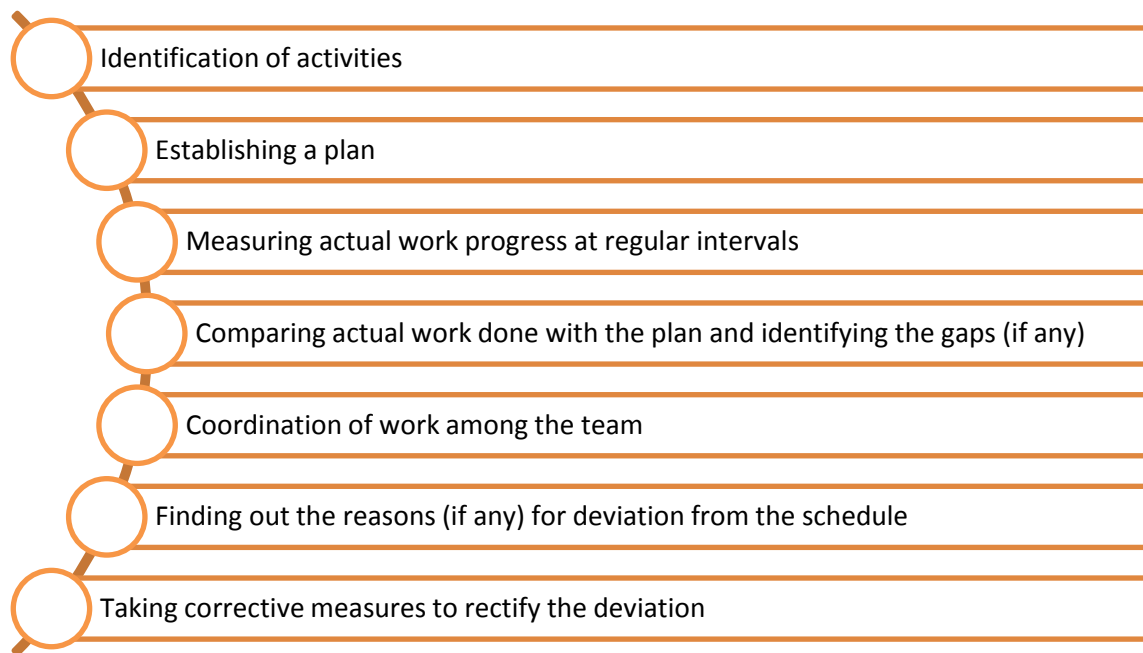 Identification of activities
Establishing a plan
Measuring actual work progress at regular intervals
Comparing actual work done with the plan and identifying the gaps (if any)
Coordination of work among the team
Finding out the reasons (if any) for deviation from the schedule
Taking corrective measures to rectify the deviation